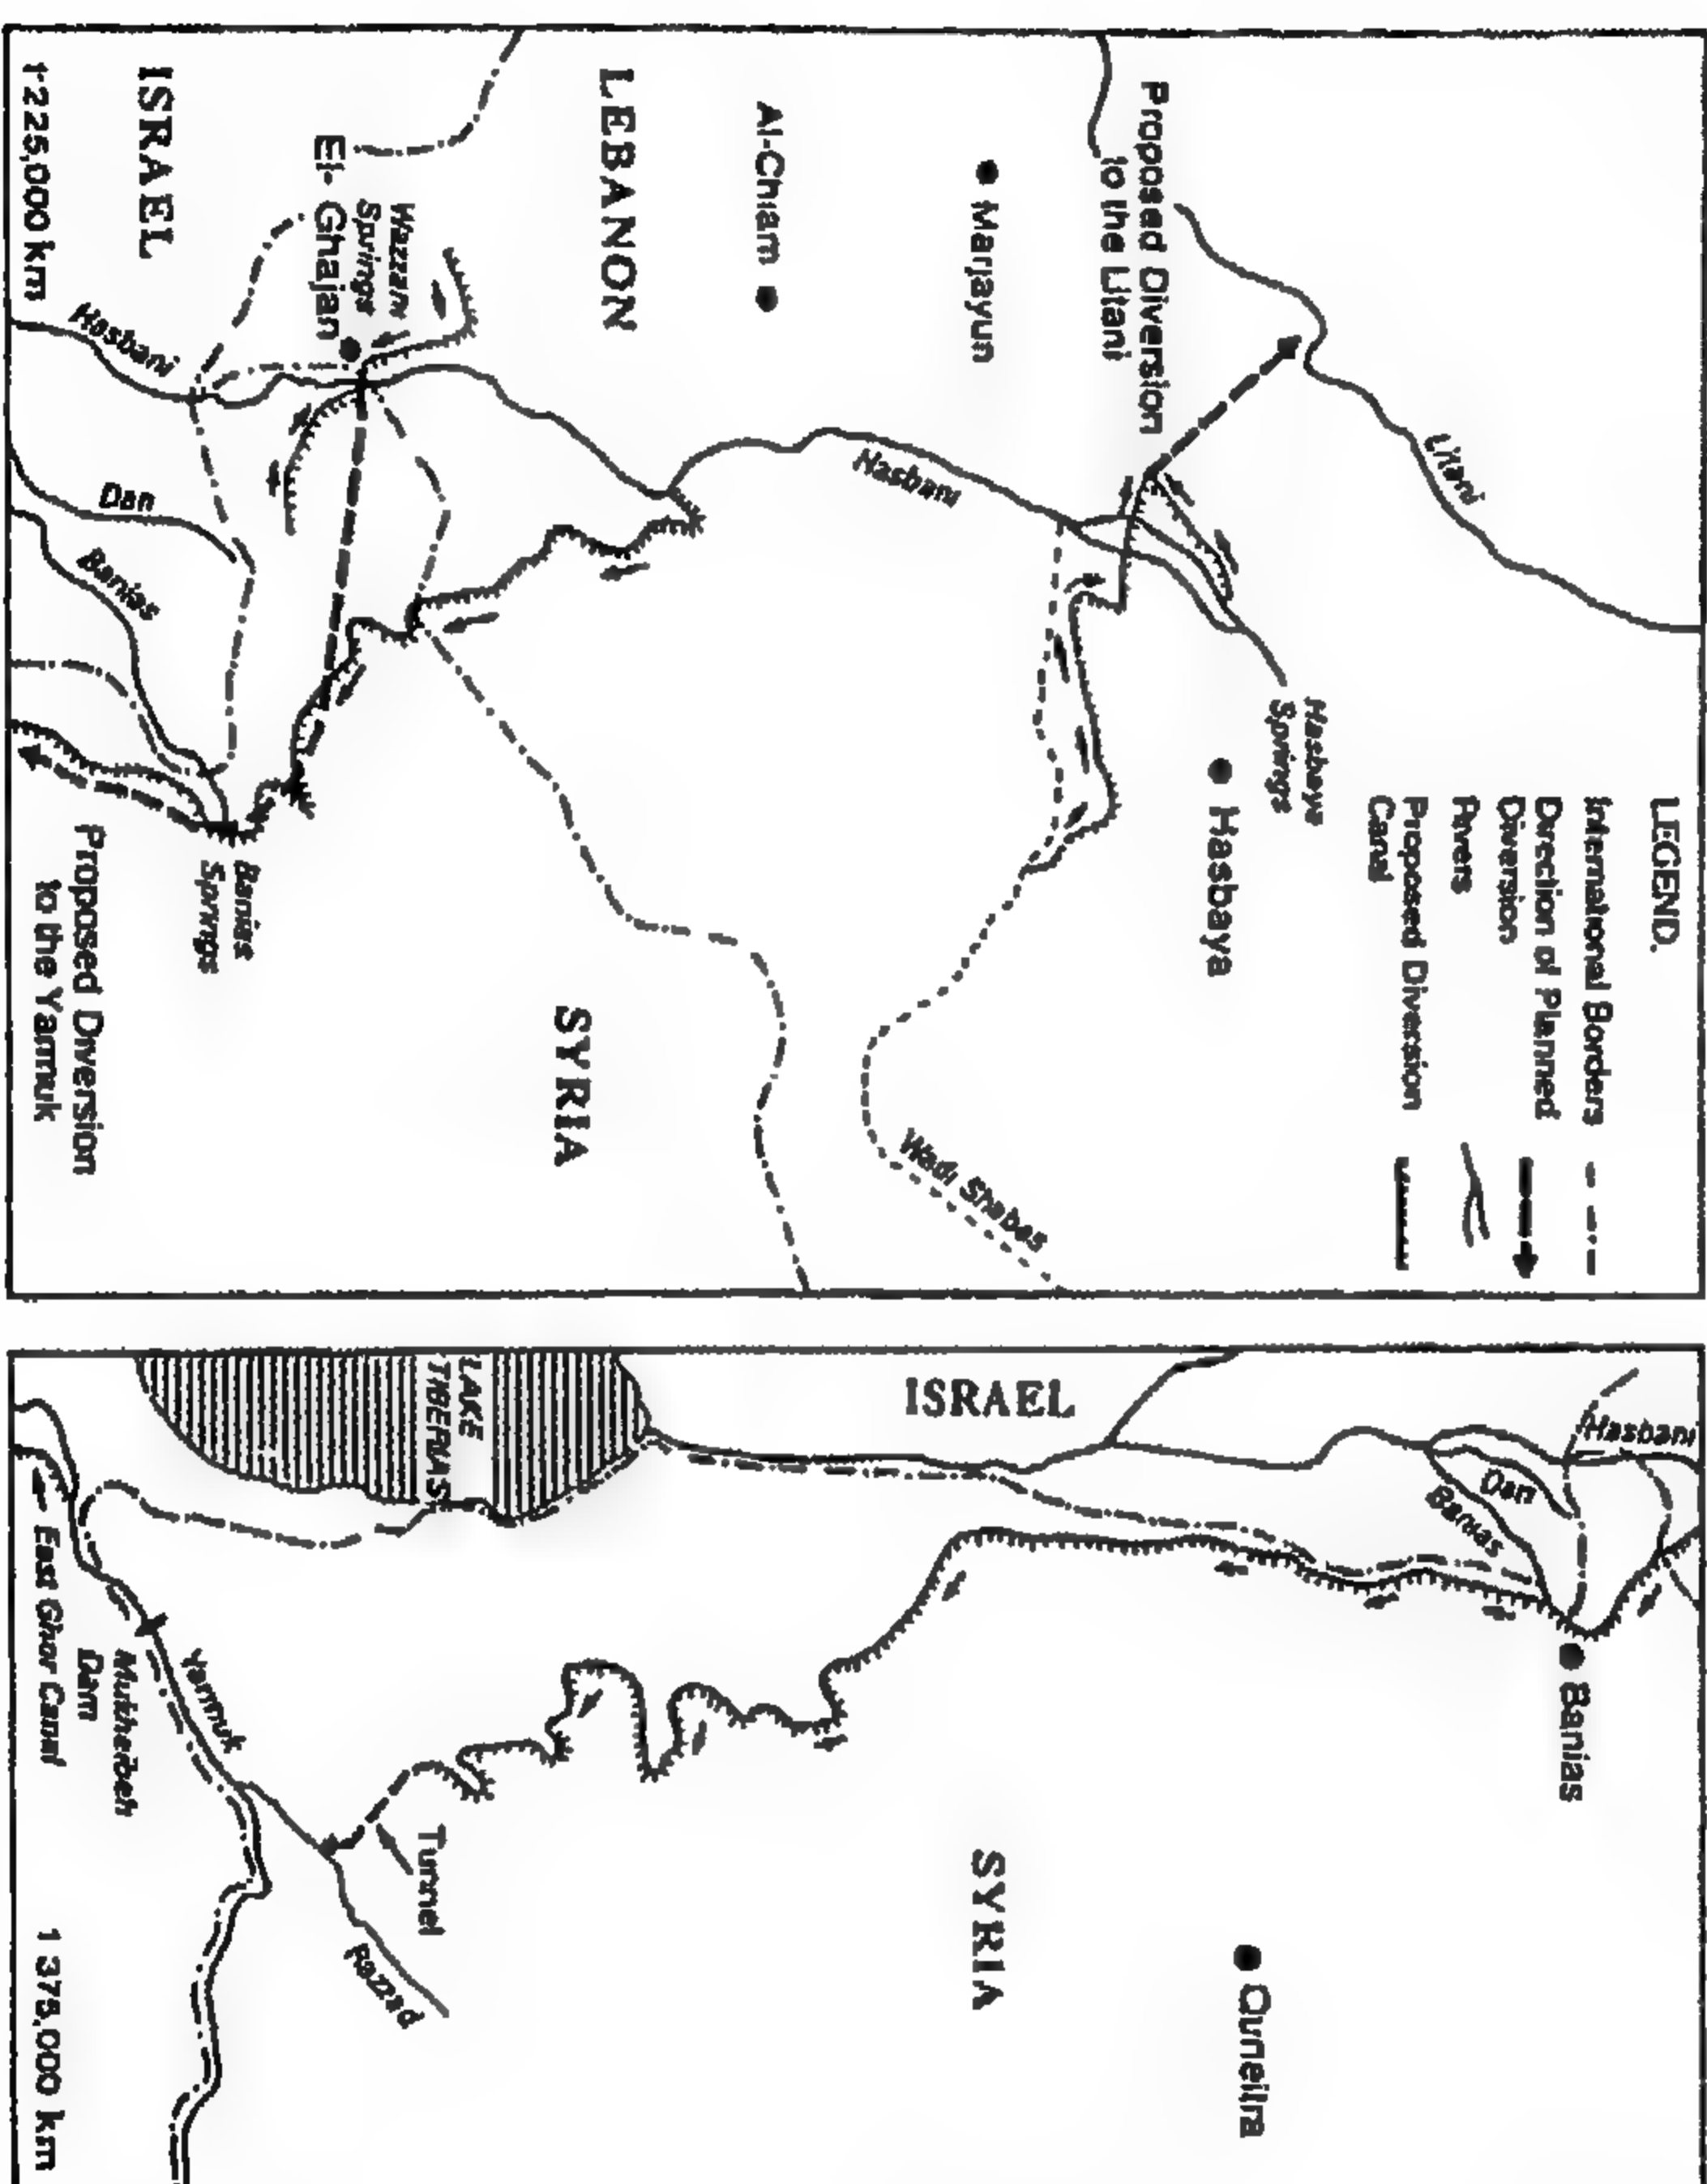 LEGEND.
International Borders
Direction of Planned
Diversion
Rivers
Proposed Diversion
Canal
Litani
Hasbaya
Springs
Hasbaya
Proposed Diversion
to the Litani
Marjayun
Hasbani
Wadi Shabas
Al-Chiam
LEBANON
SYRIA
Wazzani
Springs
El- Ghajan
Banias
Springs
ISRAEL
Hasbani
Dan
Banias
Proposed Diversion
to the Yarmuk
1-225,000 km
Hasbani
Dan
Banias
Banias
ISRAEL
Quneitra
SYRIA
LAKE
TIBERIAS
Tunnel
Razzad
Yarmuk
Mutheibeh
Dam
East Ghor Canal
1 375,000 km